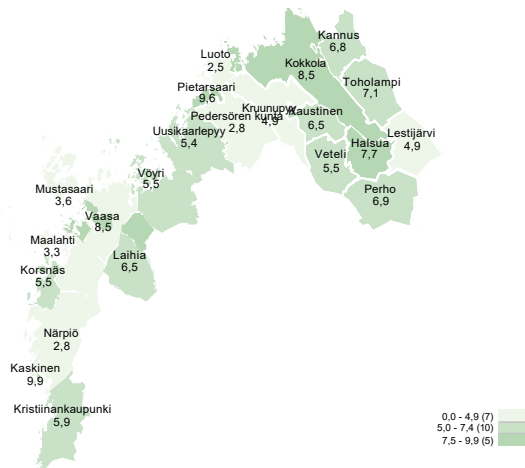 Kannus
6,8
Luoto
2,5
Kokkola
8,5
Toholampi
7,1
Pietarsaari
9,6
Kruunupyy
4,9
Kaustinen
6,5
Pedersören kunta
2,8
Uusikaarlepyy
5,4
Lestijärvi
4,9
Halsua
7,7
Veteli
5,5
Vöyri
5,5
Perho
6,9
Mustasaari
3,6
Vaasa
8,5
Maalahti
3,3
Laihia
6,5
Korsnäs
5,5
Närpiö
2,8
Kaskinen
9,9
Kristiinankaupunki
5,9
0,0 - 4,9 (7)
5,0 - 7,4 (10)
7,5 - 9,9 (5)